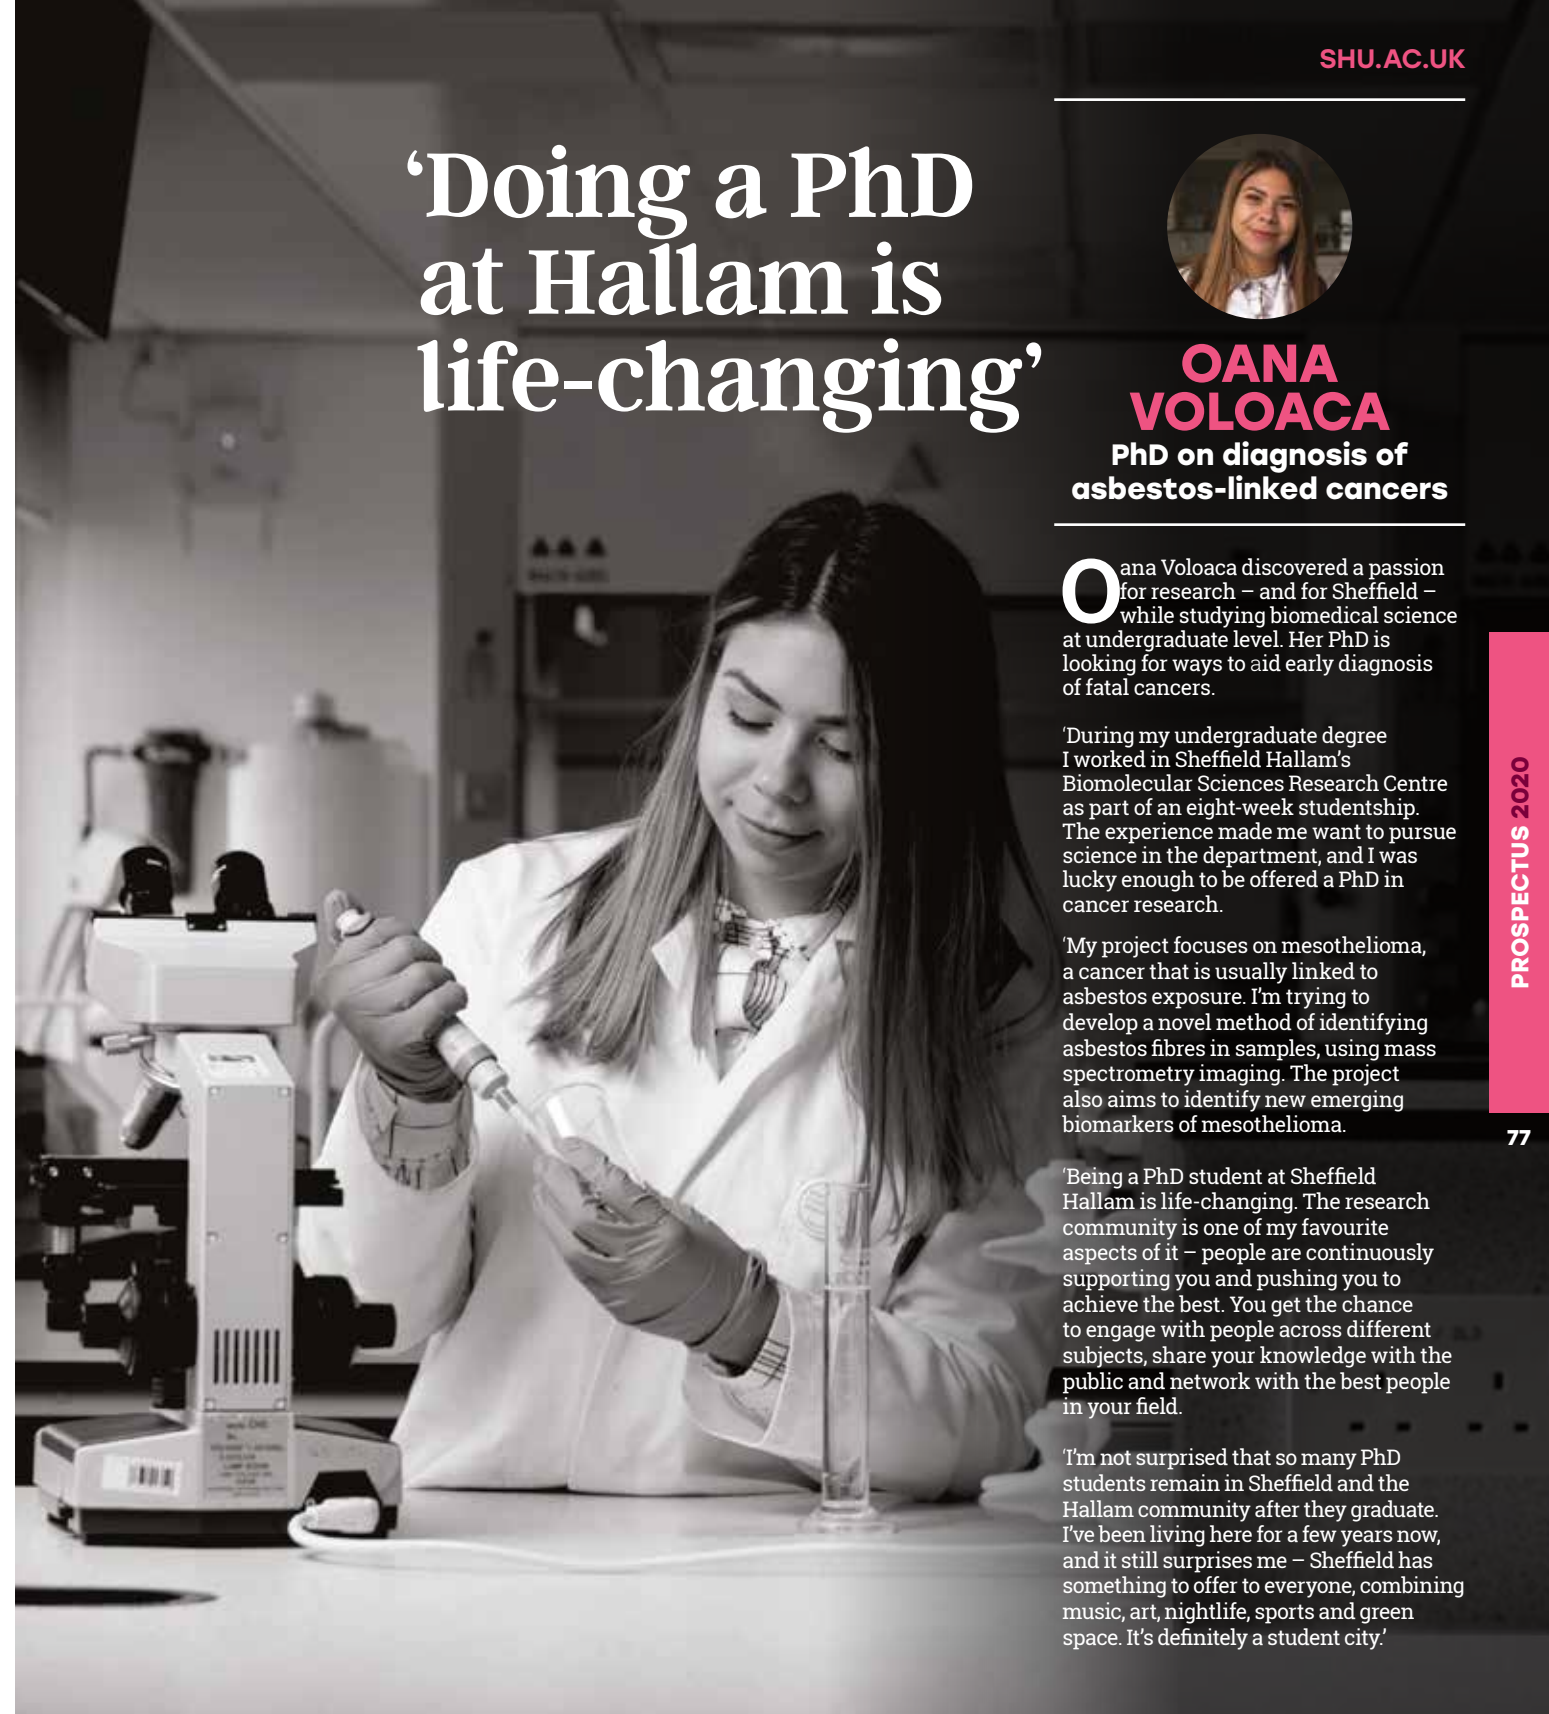 SHU.AC.UK
‘Doing a PhD
at Hallam is
life-changing’
OANA
VOLOACA
PhD on diagnosis of
asbestos-linked cancers
Oana Voloaca discovered a passion
for research – and for Sheffield –
while studying biomedical science
at undergraduate level. Her PhD is
looking for ways to aid early diagnosis
of fatal cancers.
‘During my undergraduate degree
I worked in Sheffield Hallam’s
Biomolecular Sciences Research Centre
as part of an eight-week studentship.
The experience made me want to pursue
science in the department, and I was
lucky enough to be offered a PhD in
cancer research.
‘My project focuses on mesothelioma,
a cancer that is usually linked to
asbestos exposure. I’m trying to
develop a novel method of identifying
asbestos fibres in samples, using mass
spectrometry imaging. The project
also aims to identify new emerging
biomarkers of mesothelioma.
‘Being a PhD student at Sheffield
Hallam is life-changing. The research
community is one of my favourite
aspects of it – people are continuously
supporting you and pushing you to
achieve the best. You get the chance
to engage with people across different
subjects, share your knowledge with the
public and network with the best people
in your field.
‘I’m not surprised that so many PhD
students remain in Sheffield and the
Hallam community after they graduate.
I’ve been living here for a few years now,
and it still surprises me – Sheffield has
something to offer to everyone, combining
music, art, nightlife, sports and green
space. It’s definitely a student city.’
PROSPECTUS 2020
77